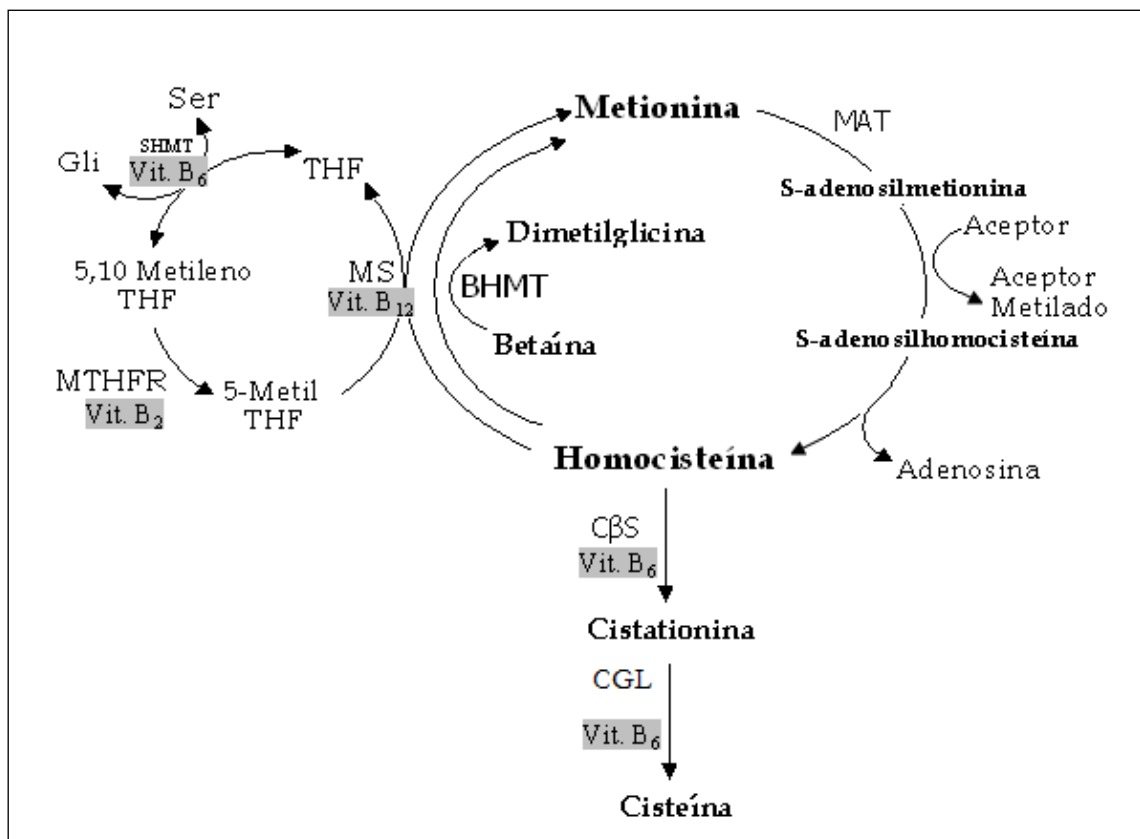 Metionina
Ser
SHMT
Gli
Vit. B₆
THF
MAT
S-adenosilmetionina
Dimetilglicina
Aceptor
5,10 Metileno
THF
MS
Vit. B₁₂
BHMT
Aceptor
Metilado
Betaína
S-adenosilhomocisteína
MTHFR
Vit. B₂
5-Metil
THF
Homocisteína
Adenosina
CβS
Vit. B₆
Cistationina
CGL
Vit. B₆
Cisteína